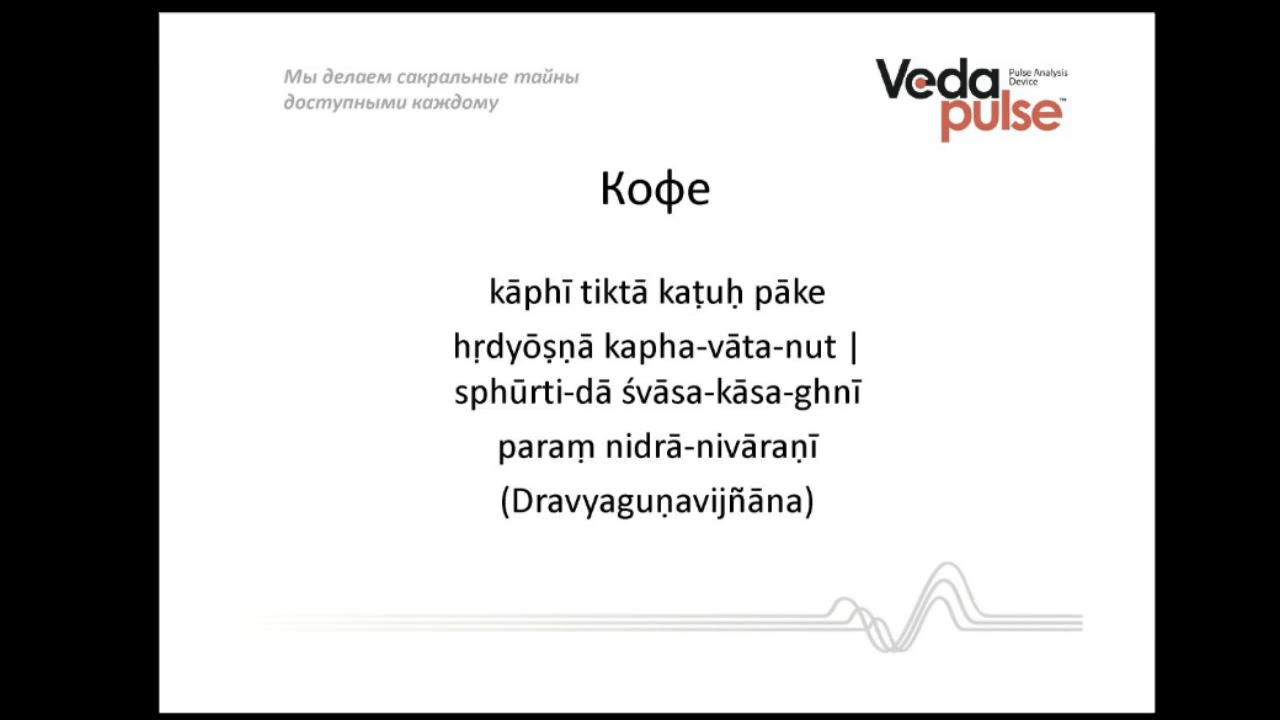 Мы делаем сакральные тайны
доступными каждому
Veda
pulse™
Pulse Analysis
Device
Кофе
kāphī tiktā kaṭuḥ pāke
hṛdyōṣṇā kapha-vāta-nut |
sphūrti-dā śvāsa-kāsa-ghnī
paraṃ nidrā-nivāraṇī
(Dravyaguṇavijñāna)